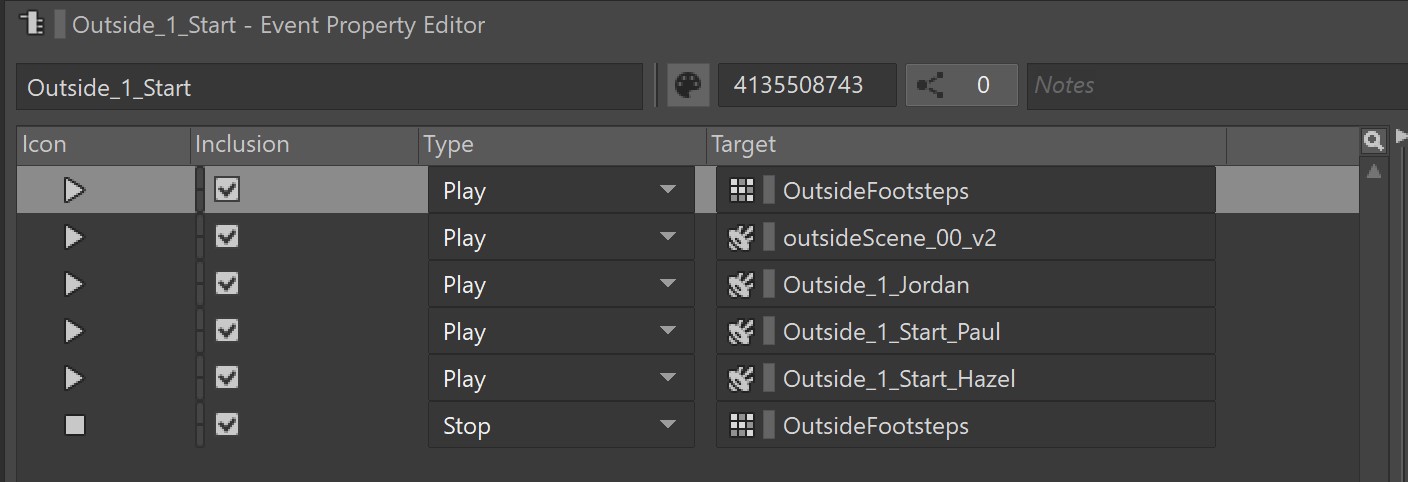 Outside_1_Start - Event Property Editor
Outside_1_Start 4135508743 0 Notes
Icon Inclusion Type Target
Play OutsideFootsteps
Play outsideScene_00_v2
Play Outside_1_Jordan
Play Outside_1_Start_Paul
Play Outside_1_Start_Hazel
Stop OutsideFootsteps